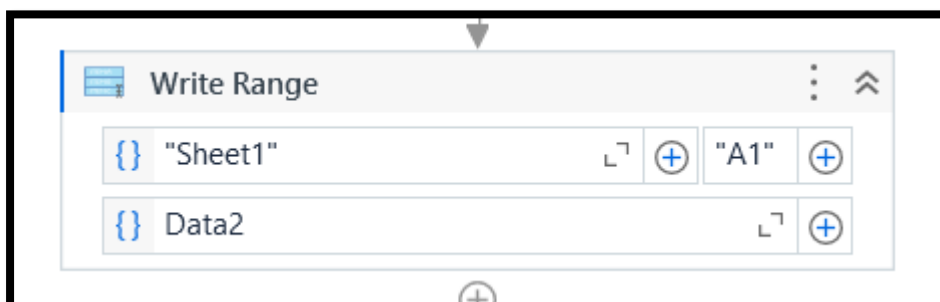 Write Range
{} "Sheet1" "A1"
{} Data2